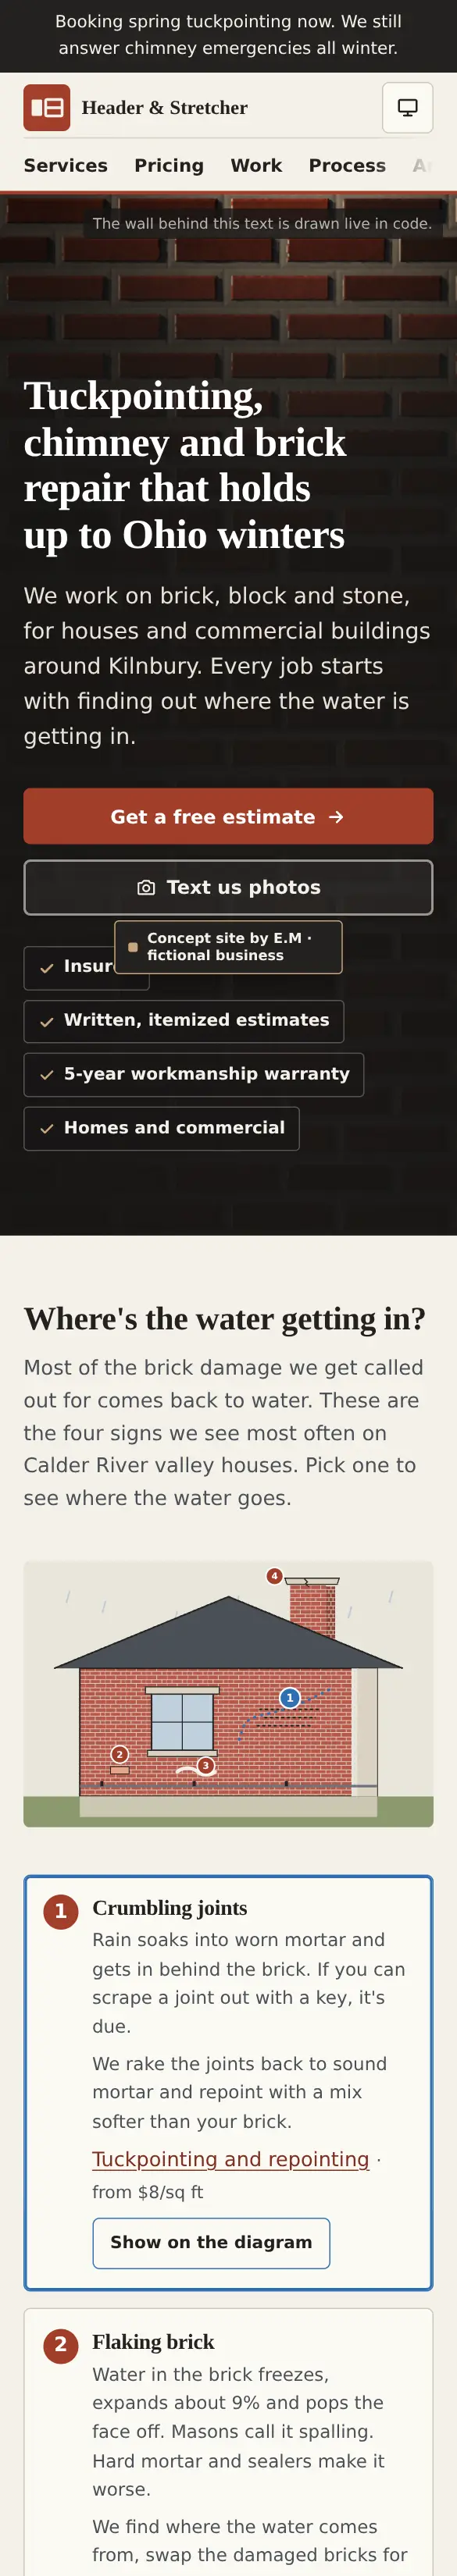 Booking spring tuckpointing now. We still
answer chimney emergencies all winter.
Header & Stretcher
Services Pricing Work Process
The wall behind this text is drawn live in code.
Tuckpointing,
chimney and brick
repair that holds
up to Ohio winters
We work on brick, block and stone,
for houses and commercial buildings
around Kilnbury. Every job starts
with finding out where the water is
getting in.
Get a free estimate →
Text us photos
Concept site by E.M ·
fictional business
Written, itemized estimates
5-year workmanship warranty
Homes and commercial
Where's the water getting in?
Most of the brick damage we get called
out for comes back to water. These are
the four signs we see most often on
Calder River valley houses. Pick one to
see where the water goes.
4
1
2
3
1 Crumbling joints
Rain soaks into worn mortar and
gets in behind the brick. If you can
scrape a joint out with a key, it's
due.
We rake the joints back to sound
mortar and repoint with a mix
softer than your brick.
Tuckpointing and repointing ·
from $8/sq ft
Show on the diagram
2 Flaking brick
Water in the brick freezes,
expands about 9% and pops the
face off. Masons call it spalling.
Hard mortar and sealers make it
worse.
We find where the water comes
from, swap the damaged bricks for